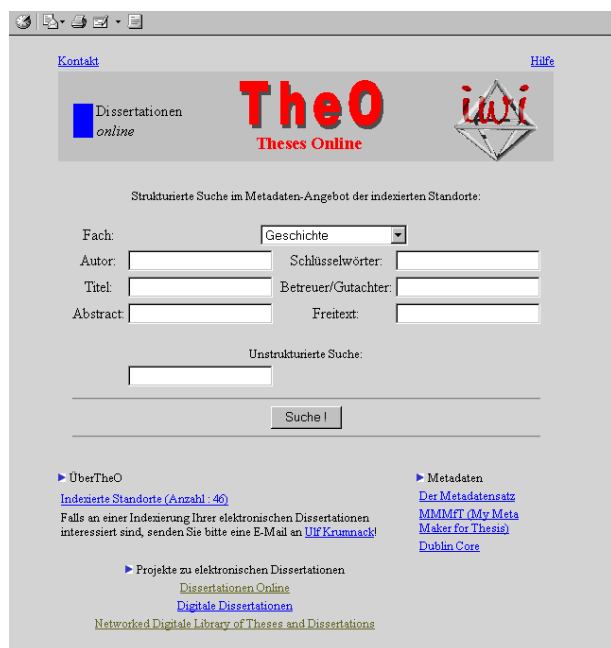 Kontakt Hilfe
Dissertationen
online
TheO
Theses Online
iwi
Strukturierte Suche im Metadaten-Angebot der indexierten Standorte:
Fach: Geschichte
Autor: Schlüsselwörter:
Titel: Betreuer/Gutachter:
Abstract: Freitext:
Unstrukturierte Suche:
Suche !
ÜberTheO
Indexierte Standorte (Anzahl : 46)
Falls an einer Indexierung Ihrer elektronischen Dissertationen
interessiert sind, senden Sie bitte eine E-Mail an Ulf Krumnack!
Metadaten
Der Metadatensatz
MMMfT (My Meta
Maker for Thesis)
Dublin Core
Projekte zu elektronischen Dissertationen
Dissertationen Online
Digitale Dissertationen
Networked Digitale Library of Theses and Dissertations